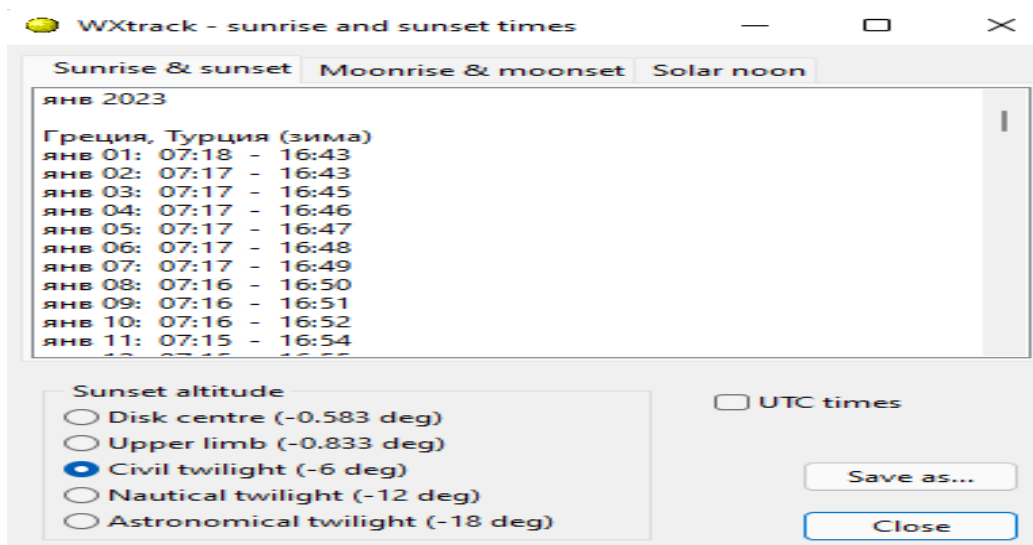 WXtrack - sunrise and sunset times
Sunrise & sunset Moonrise & moonset Solar noon
янв 2023
Греция, Турция (зима)
янв 01: 07:18 - 16:43
янв 02: 07:17 - 16:43
янв 03: 07:17 - 16:45
янв 04: 07:17 - 16:46
янв 05: 07:17 - 16:47
янв 06: 07:17 - 16:48
янв 07: 07:17 - 16:49
янв 08: 07:16 - 16:50
янв 09: 07:16 - 16:51
янв 10: 07:16 - 16:52
янв 11: 07:15 - 16:54
Sunset altitude
Disk centre (-0.583 deg)
Upper limb (-0.833 deg)
Civil twilight (-6 deg)
Nautical twilight (-12 deg)
Astronomical twilight (-18 deg)
UTC times
Save as...
Close